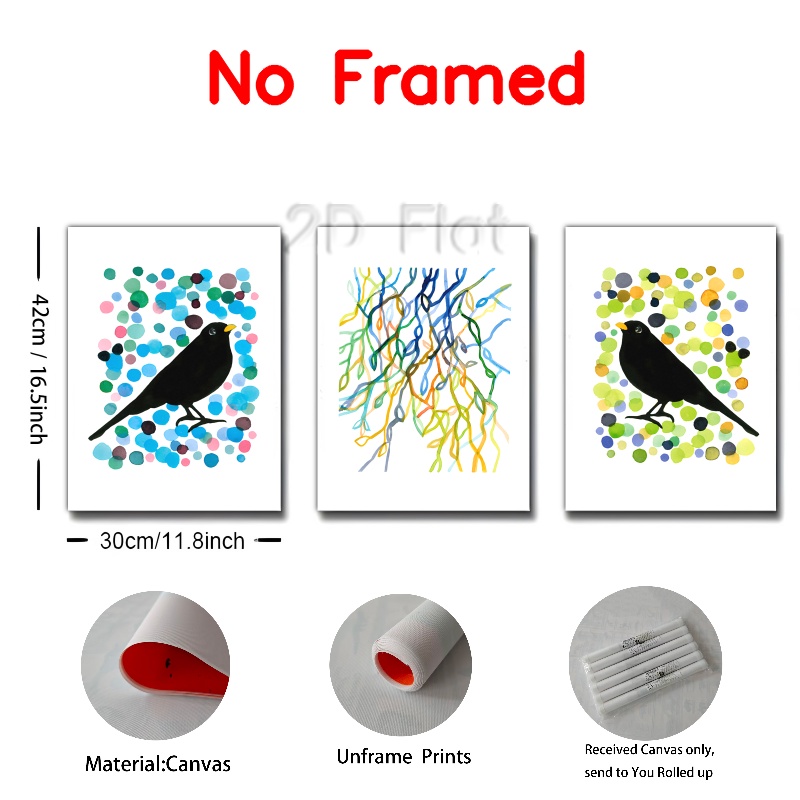 No Framed
2D Flat
42cm / 16.5inch
30cm/11.8inch
Material:Canvas
Unframe Prints
Received Canvas only,
send to You Rolled up